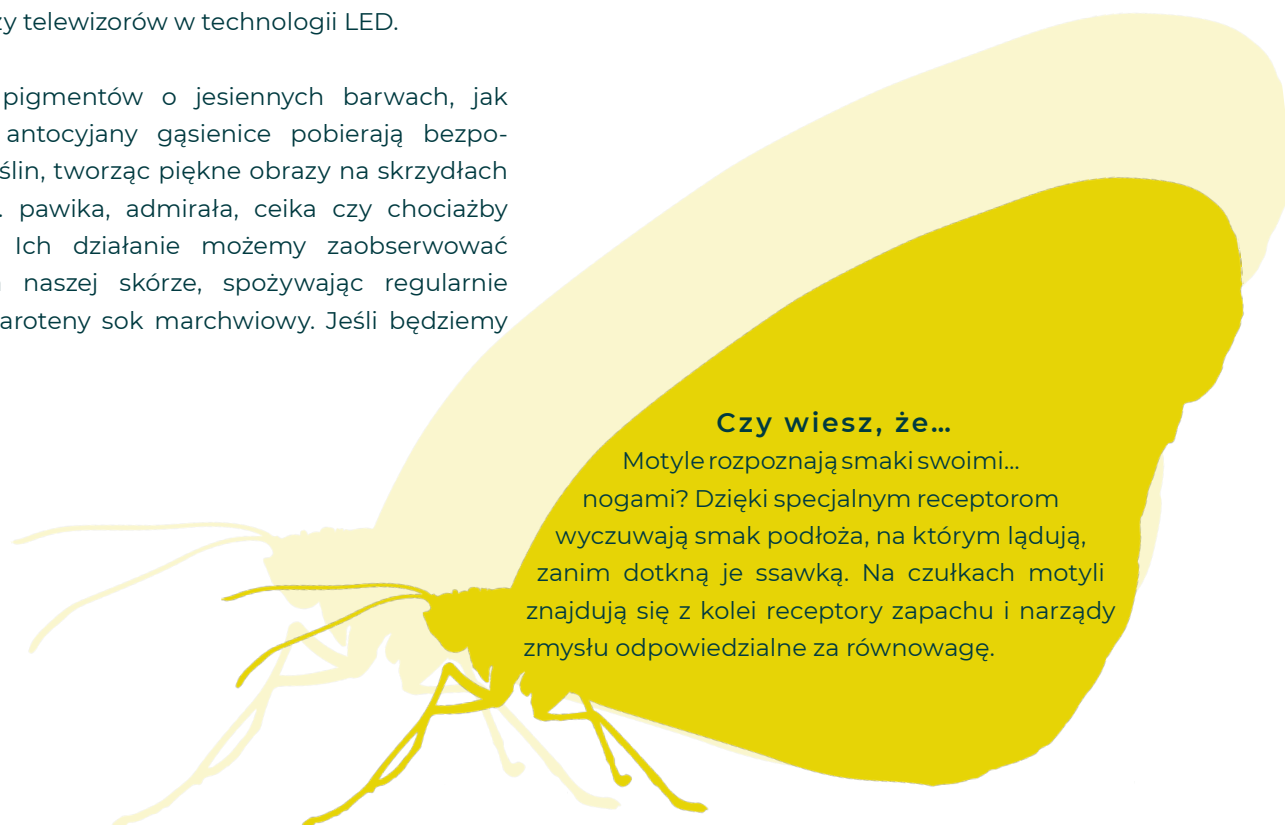 zy telewizorów w technologii LED.
pigmentów o jesiennych barwach, jak
antocyjany gąsienice pobierają bezpo-
ślin, tworząc piękne obrazy na skrzydłach
. pawika, admirała, ceika czy chociażby
Ich działanie możemy zaobserwować
naszej skórze, spożywając regularnie
aroteny sok marchwiowy. Jeśli będziemy
Czy wiesz, że…
Motyle rozpoznają smaki swoimi…
nogami? Dzięki specjalnym receptorom
wyczuwają smak podłoża, na którym lądują,
zanim dotkną je ssawką. Na czułkach motyli
znajdują się z kolei receptory zapachu i narządy
zmysłu odpowiedzialne za równowagę.